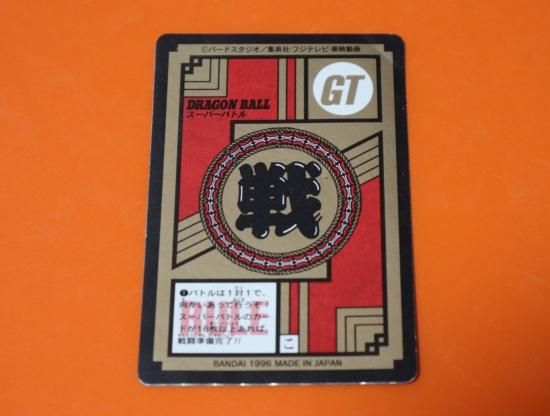 ©バードスタジオ／集英社・フジテレビ・東映動画
GT
DRAGON BALL
スーパーバトル
戦
❶バトルは1対1で、
向かいあって行うぞ！
スーパーバトルのカー
ドが16枚以上あれば、
戦闘準備完了!!
こ
BANDAI 1996 MADE IN JAPAN